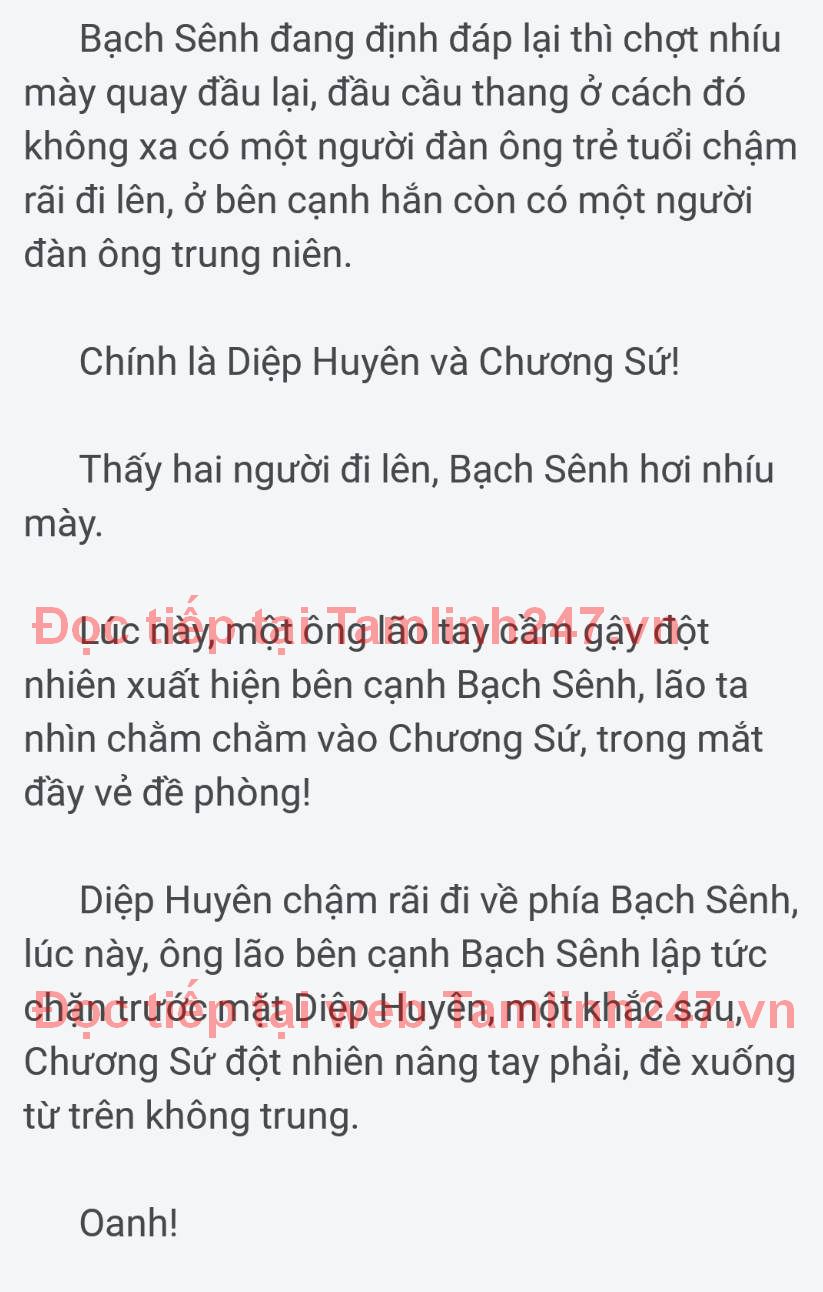 Bạch Sênh đang định đáp lại thì chợt nhíu
mày quay đầu lại, đầu cầu thang ở cách đó
không xa có một người đàn ông trẻ tuổi chậm
rãi đi lên, ở bên cạnh hắn còn có một người
đàn ông trung niên.
Chính là Diệp Huyên và Chương Sứ!
Thấy hai người đi lên, Bạch Sênh hơi nhíu
mày.
Đọc tiếp tại Tamlinh247.vn
Lúc này, một ông lão tay cầm gậy đột
nhiên xuất hiện bên cạnh Bạch Sênh, lão ta
nhìn chằm chằm vào Chương Sứ, trong mắt
đầy vẻ đề phòng!
Diệp Huyên chậm rãi đi về phía Bạch Sênh,
lúc này, ông lão bên cạnh Bạch Sênh lập tức
Đọc tiếp tại web Tamlinh247.vn
chặn trước mặt Diệp Huyên, một khắc sau,
Chương Sứ đột nhiên nâng tay phải, đè xuống
từ trên không trung.
Oanh!